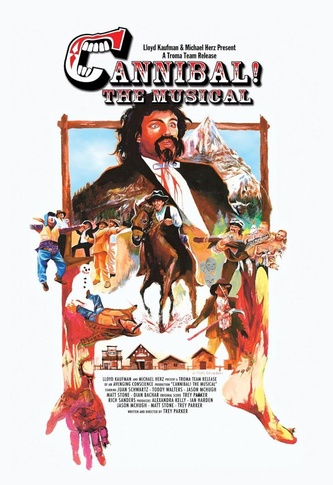 Lloyd Kaufman & Michael Herz Present
A Troma Team Release
CANNIBAL!
THE MUSICAL
LLOYD KAUFMAN AND MICHAEL HERZ PRESENT A TROMA TEAM RELEASE
OF AN AVENGING CONSCIENCE PRODUCTION "CANNIBAL! THE MUSICAL"
STARRING JUAN SCHWARTZ · TODDY WALTERS · JASON MCHUGH
MATT STONE · DIAN BACHAR ORIGINAL SCORE TREY PARKER
RICH SANDERS PRODUCERS ALEXANDRA KELLY · IAN HARDIN
JASON MCHUGH · MATT STONE · TREY PARKER
WRITTEN AND DIRECTED BY TREY PARKER